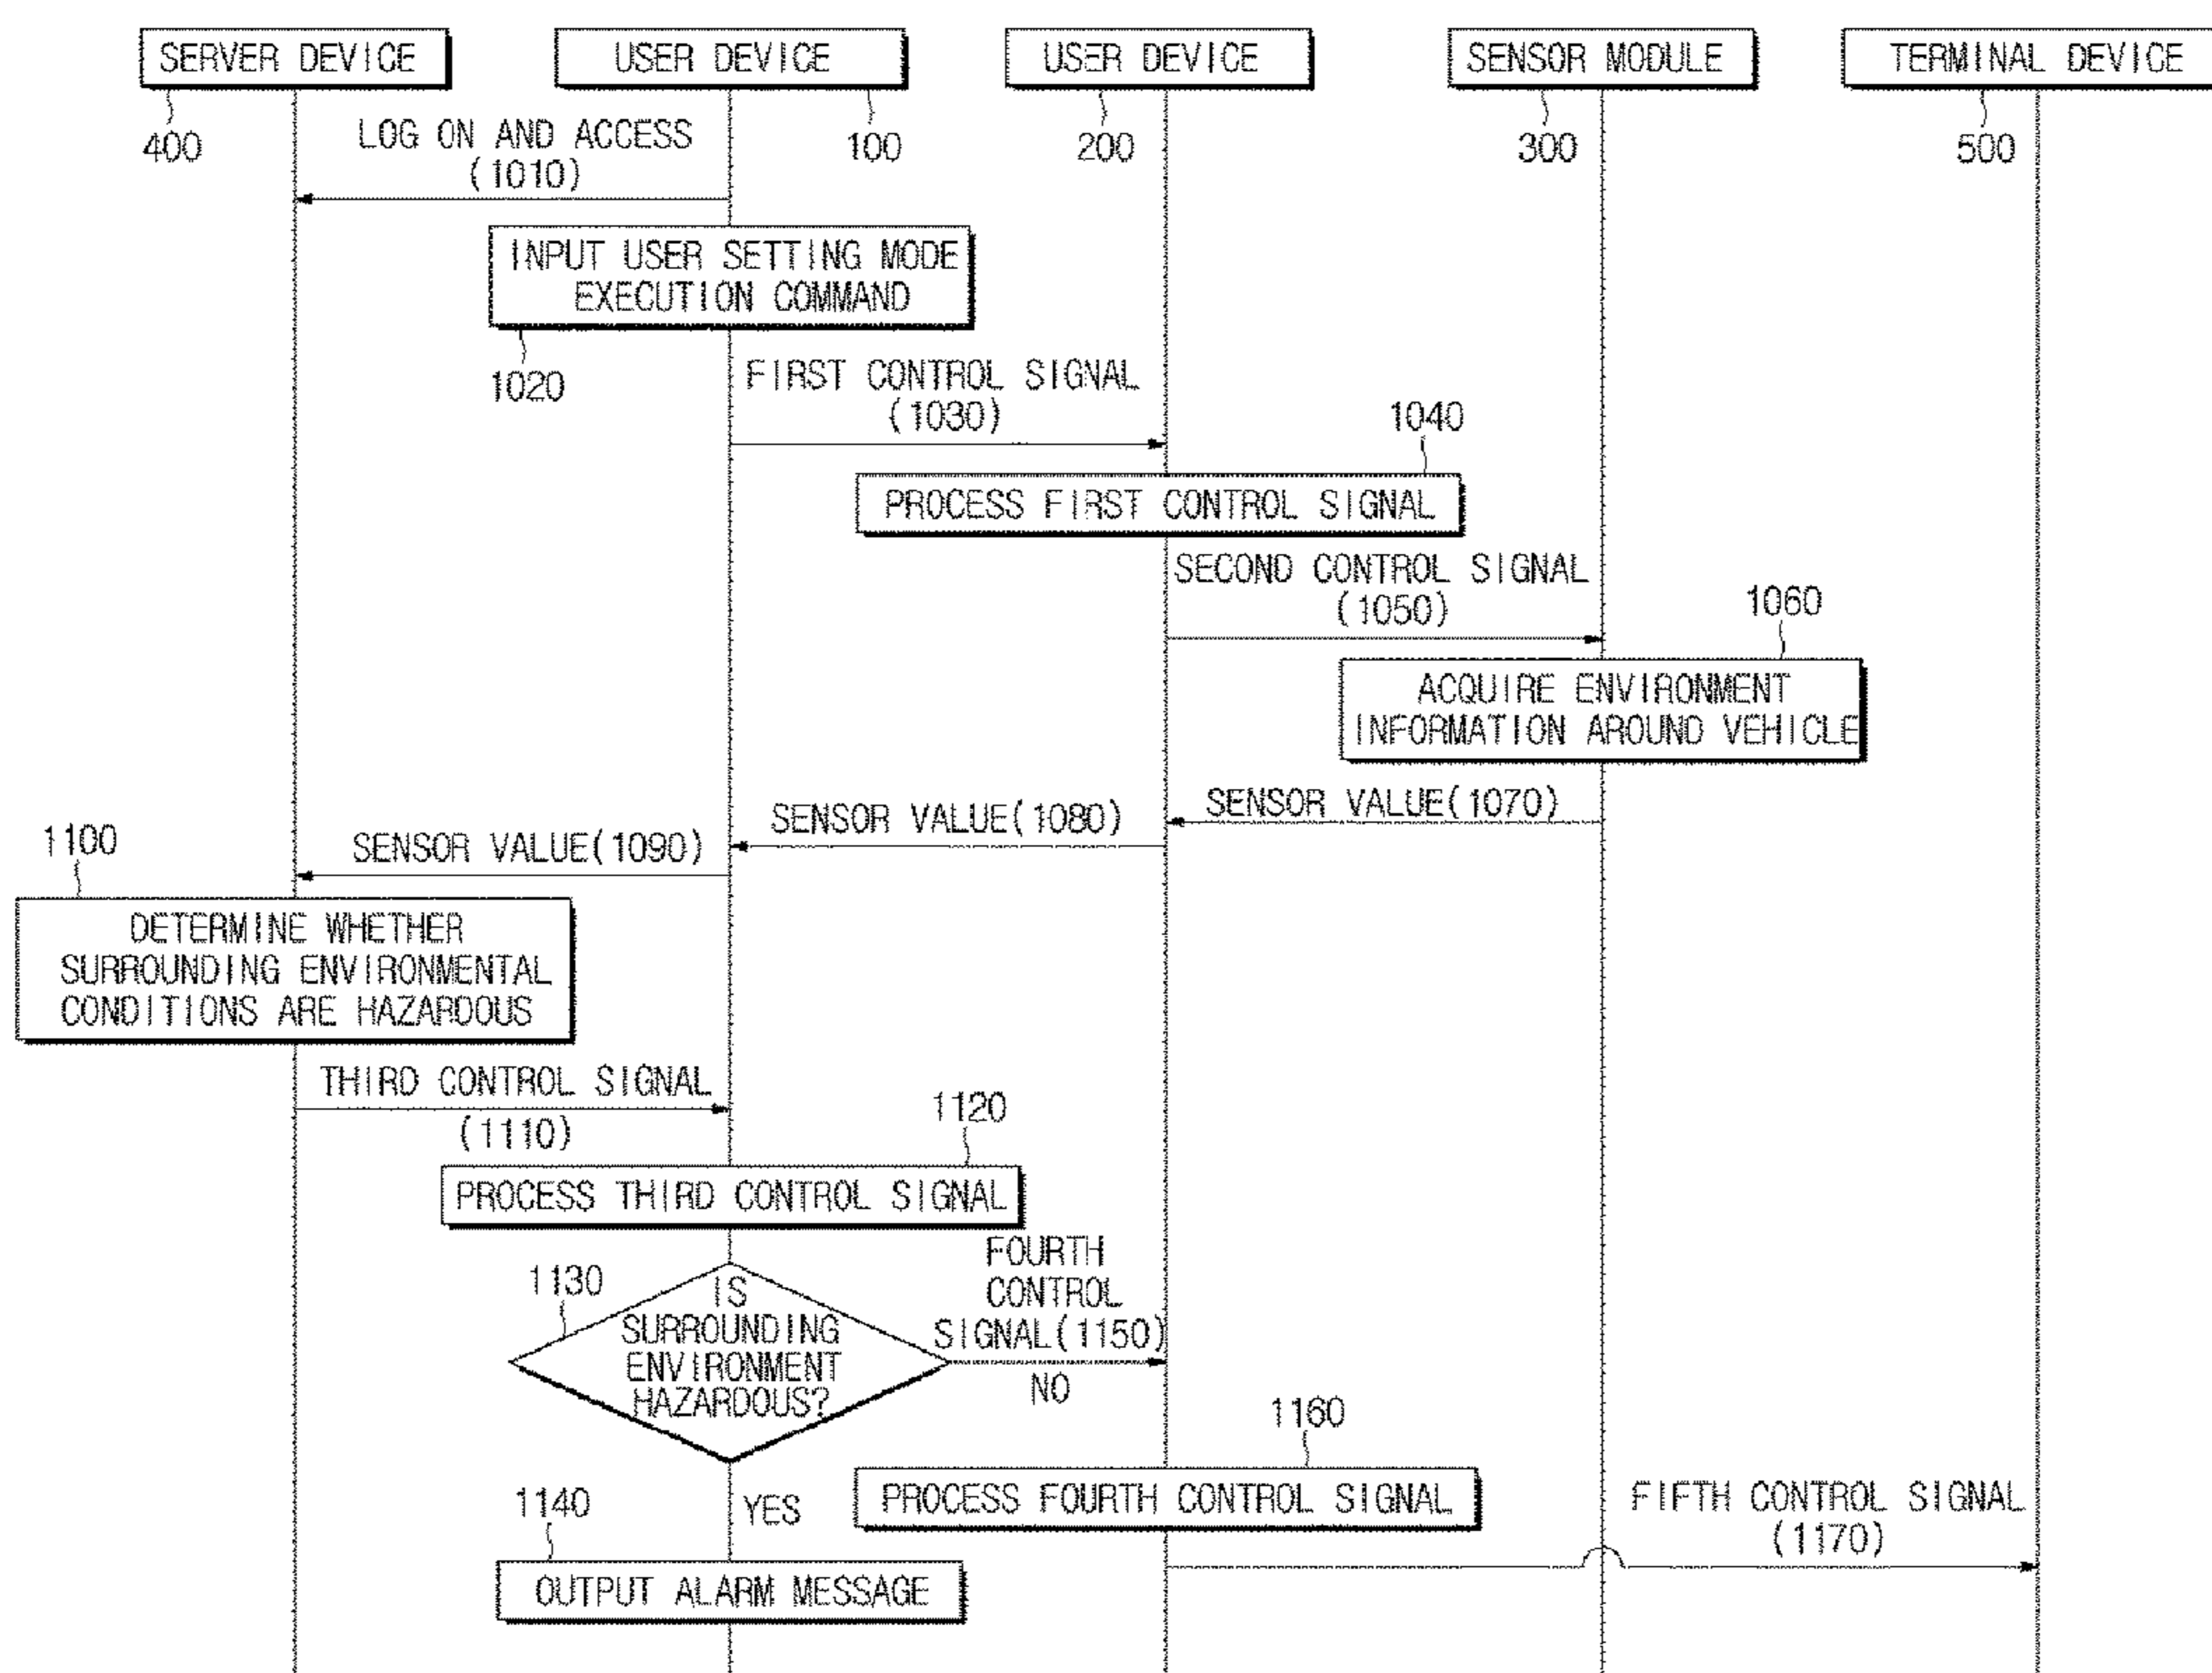 SERVER DEVICE
USER DEVICE
USER DEVICE
SENSOR MODULE
TERMINAL DEVICE
400
100
200
300
500
LOG ON AND ACCESS
(1010)
INPUT USER SETTING MODE
EXECUTION COMMAND
1020
FIRST CONTROL SIGNAL
(1030)
1040
PROCESS FIRST CONTROL SIGNAL
SECOND CONTROL SIGNAL
(1050)
1060
ACQUIRE ENVIRONMENT
INFORMATION AROUND VEHICLE
SENSOR VALUE(1070)
SENSOR VALUE(1080)
SENSOR VALUE(1090)
1100
DETERMINE WHETHER
SURROUNDING ENVIRONMENTAL
CONDITIONS ARE HAZARDOUS
THIRD CONTROL SIGNAL
(1110)
1120
PROCESS THIRD CONTROL SIGNAL
1130
IS
SURROUNDING
ENVIRONMENT
HAZARDOUS?
FOURTH
CONTROL
SIGNAL(1150)
NO
1160
PROCESS FOURTH CONTROL SIGNAL
YES
1140
OUTPUT ALARM MESSAGE
FIFTH CONTROL SIGNAL
(1170)